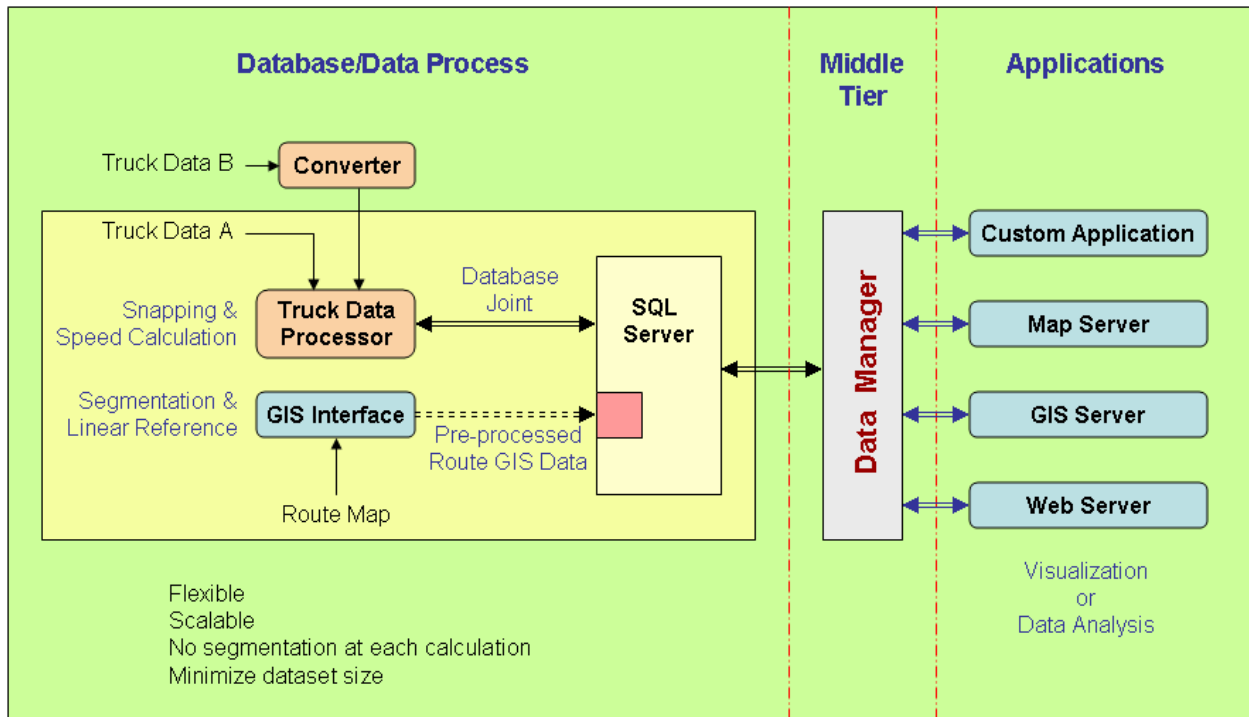 Database/Data Process
Middle
Tier
Applications
Truck Data B
Converter
Truck Data A
Snapping &
Speed Calculation
Truck Data
Processor
Database
Joint
SQL
Server
Segmentation &
Linear Reference
GIS Interface
Pre-processed
Route GIS Data
Route Map
Data Manager
Custom Application
Map Server
GIS Server
Web Server
Visualization
or
Data Analysis
Flexible
Scalable
No segmentation at each calculation
Minimize dataset size